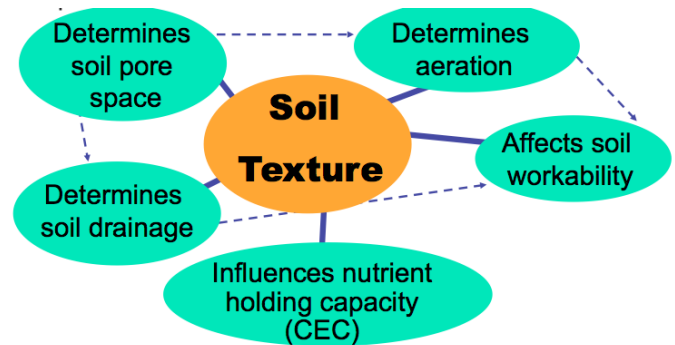 Determines
soil pore
space
Determines
aeration
Soil
Texture
Affects soil
workability
Determines
soil drainage
Influences nutrient
holding capacity
(CEC)